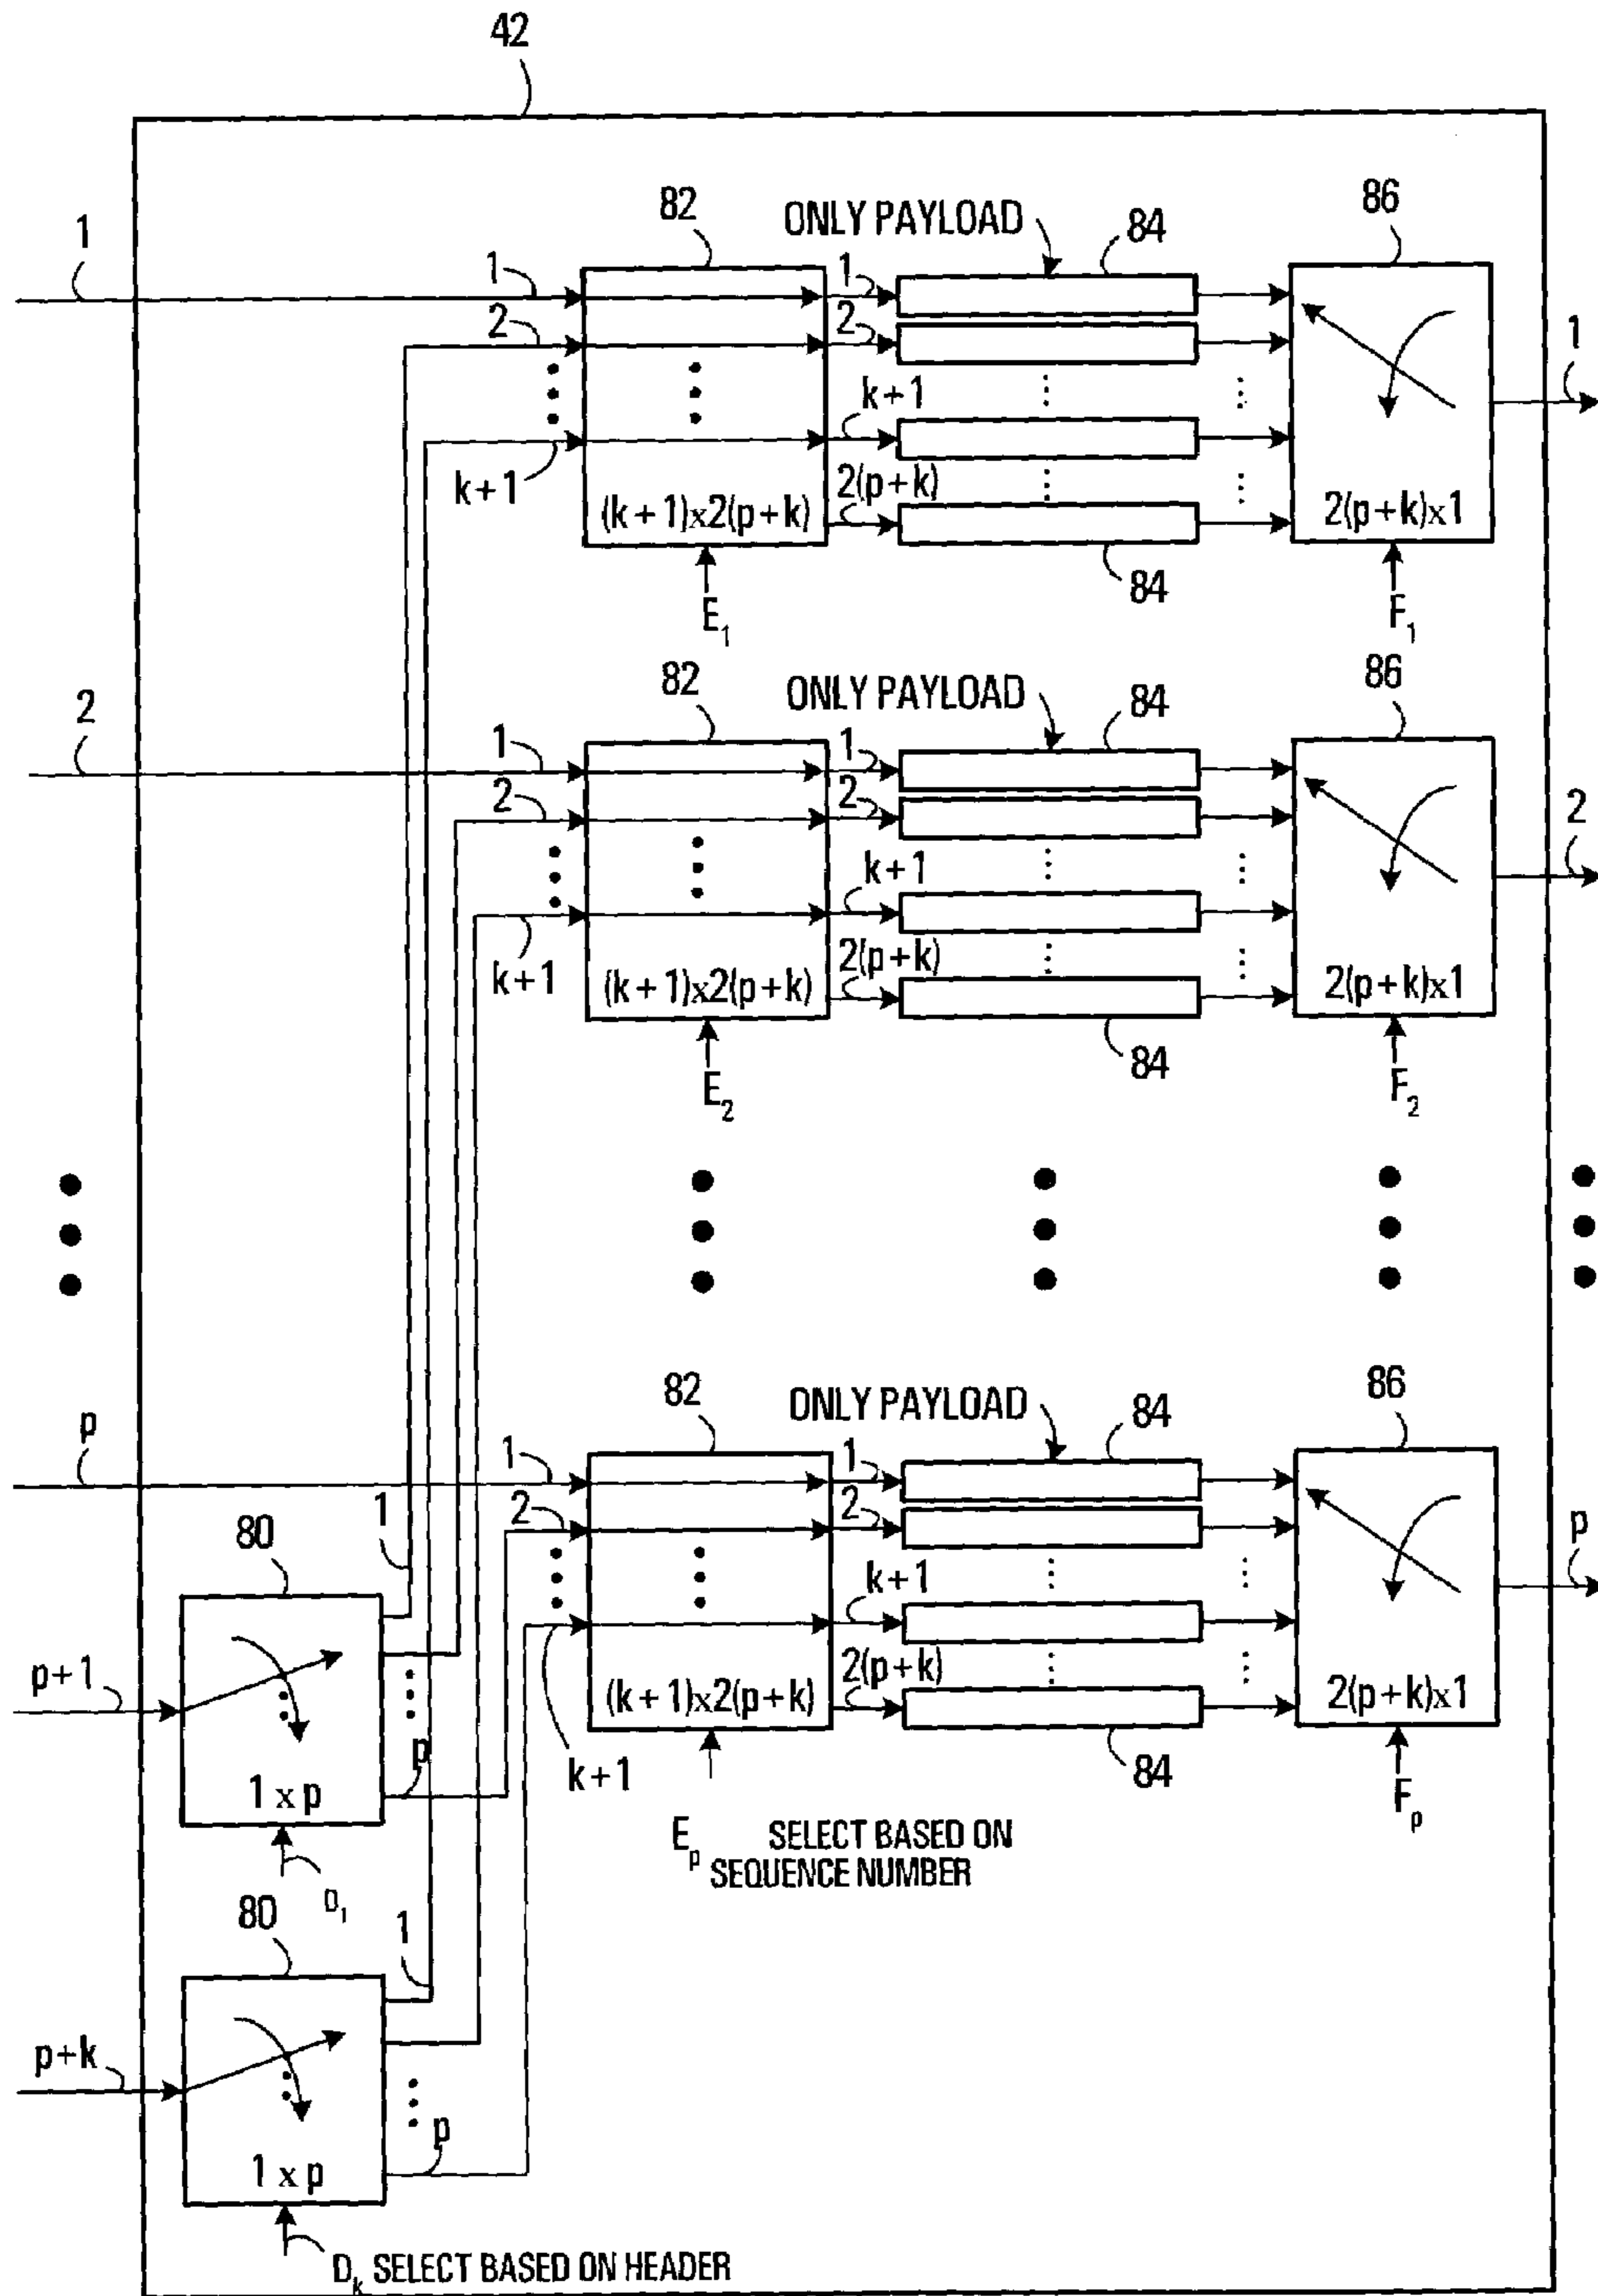 42
82
ONLY PAYLOAD
84
86
1
1
1
1
2
2
k+1
k+1
2(p+k)
(k+1)x2(p+k)
2(p+k)x1
84
E1
F1
82
ONLY PAYLOAD
84
86
2
1
1
2
2
2
k+1
k+1
2(p+k)
(k+1)x2(p+k)
2(p+k)x1
84
E2
F2
82
ONLY PAYLOAD
84
86
p
1
1
p
2
2
1
80
k+1
2(p+k)
p+1
(k+1)x2(p+k)
2(p+k)x1
p
k+1
84
1 x p
Fp
Ep SELECT BASED ON
SEQUENCE NUMBER
D1
80
1
p+k
p
1 x p
Dk SELECT BASED ON HEADER